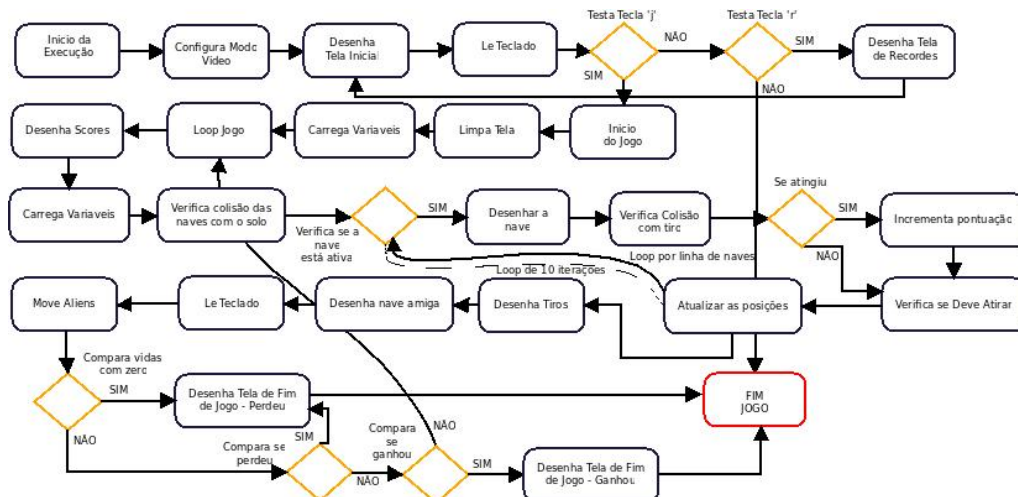 Testa Tecla 'j'
Testa Tecla 'r'
Inicio da
Execução
Configura Modo
Video
Desenha
Tela Inicial
Le Teclado
NÃO
SIM
Desenha Tela
de Recordes
SIM
NÃO
Desenha Scores
Loop Jogo
Carrega Variaveis
Limpa Tela
Inicio
do Jogo
Se atingiu
Carrega Variaveis
Verifica colisão das
naves com o solo
Verifica se a
nave
está ativa
SIM
Desenhar a
nave
Verifica Colisão
com tiro
SIM
Incrementa pontuação
NÃO
Loop por linha de naves
Loop de 10 iterações
Move Aliens
Le Teclado
Desenha nave amiga
Desenha Tiros
Atualizar as posições
Verifica se Deve Atirar
Compara vidas
com zero
SIM
Desenha Tela de Fim
de Jogo - Perdeu
FIM
JOGO
NÃO
Compara se
perdeu
SIM
NÃO
Compara
se
ganhou
NÃO
SIM
Desenha Tela de Fim
de Jogo - Ganhou